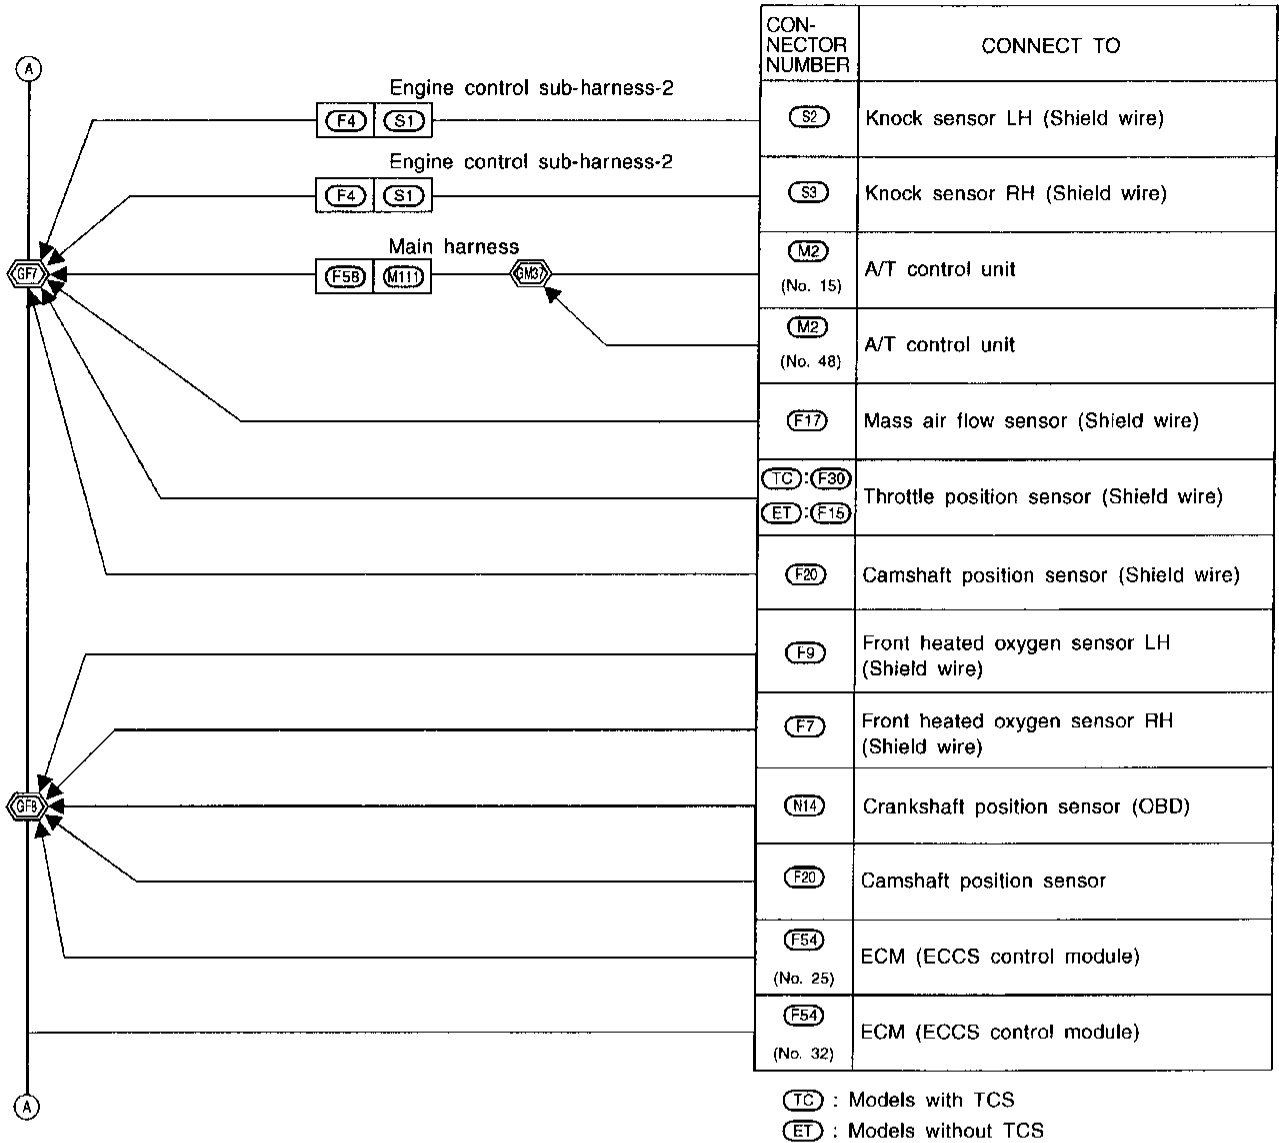 CON-
NECTOR
NUMBER
CONNECT TO
A
Engine control sub-harness-2
F4 S1
S2
Knock sensor LH (Shield wire)
Engine control sub-harness-2
F4 S1
S3
Knock sensor RH (Shield wire)
Main harness
GF7
F58 M111
GM37
M2
(No. 15)
A/T control unit
M2
(No. 48)
A/T control unit
F17
Mass air flow sensor (Shield wire)
TC : F30
ET : F15
Throttle position sensor (Shield wire)
F20
Camshaft position sensor (Shield wire)
F9
Front heated oxygen sensor LH
(Shield wire)
F7
Front heated oxygen sensor RH
(Shield wire)
GF8
N14
Crankshaft position sensor (OBD)
F20
Camshaft position sensor
F54
(No. 25)
ECM (ECCS control module)
F54
(No. 32)
ECM (ECCS control module)
A
TC : Models with TCS
ET : Models without TCS